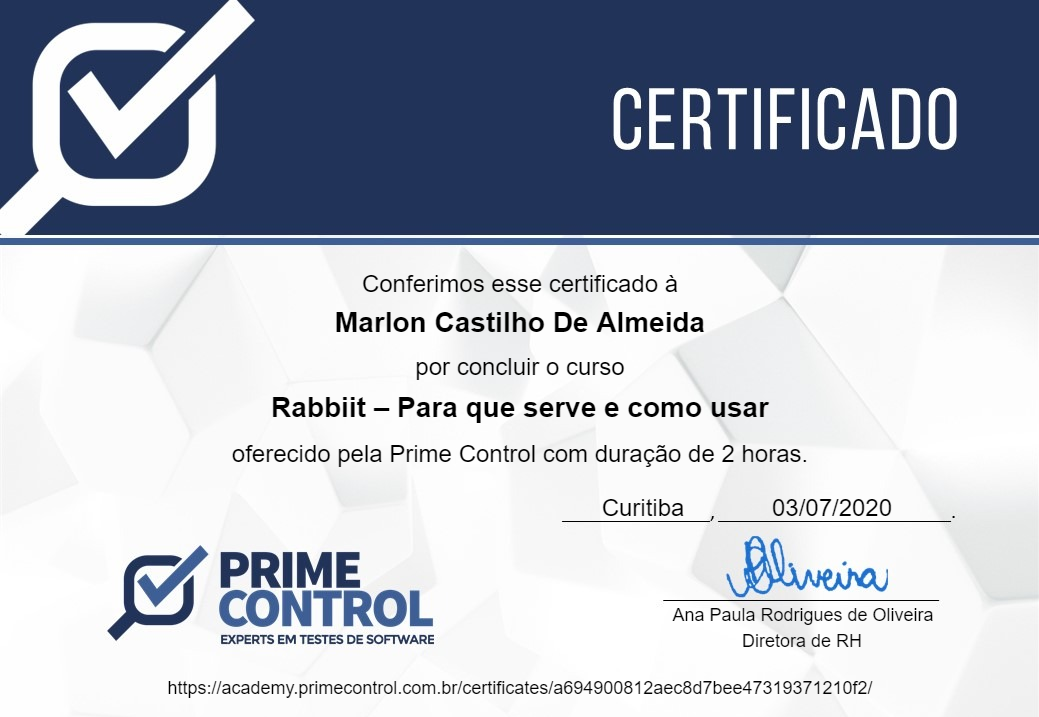 CERTIFICADO
Conferimos esse certificado à
Marlon Castilho De Almeida
por concluir o curso
Rabbiit – Para que serve e como usar
oferecido pela Prime Control com duração de 2 horas.
Curitiba , 03/07/2020 .
Oliveira
PRIME
CONTROL
EXPERTS EM TESTES DE SOFTWARE
Ana Paula Rodrigues de Oliveira
Diretora de RH
https://academy.primecontrol.com.br/certificates/a694900812aec8d7bee47319371210f2/